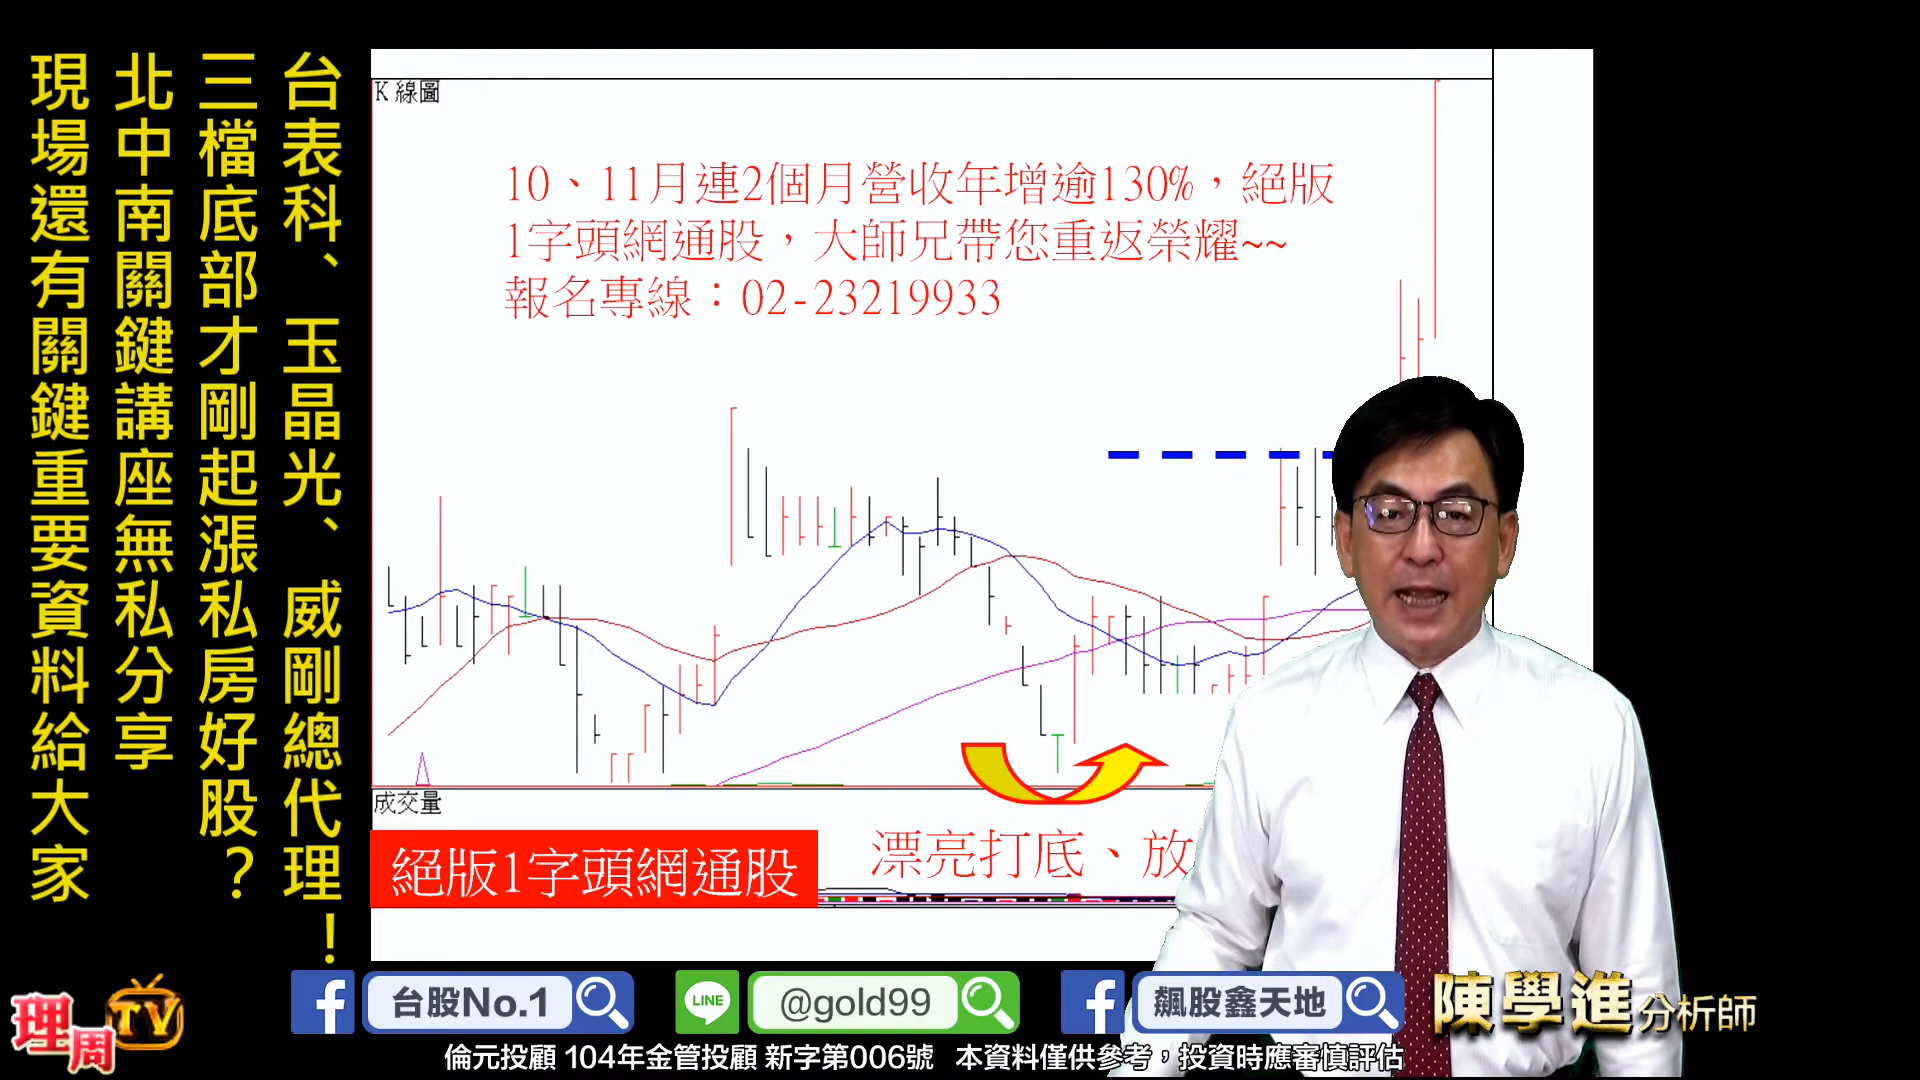 台表科、玉晶光、威剛總代理！
三檔底部才剛起漲私房好股？
北中南關鍵講座無私分享
現場還有關鍵重要資料給大家
K 線圖
10、11月連2個月營收年增逾130%，絕版
1字頭網通股，大師兄帶您重返榮耀~~
報名專線：02-23219933
成交量
絕版1字頭網通股
漂亮打底、放
理周TV
台股No.1
LINE
@gold99
飆股鑫天地
陳學進分析師
倫元投顧 104年金管投顧 新字第006號 本資料僅供參考，投資時應審慎評估